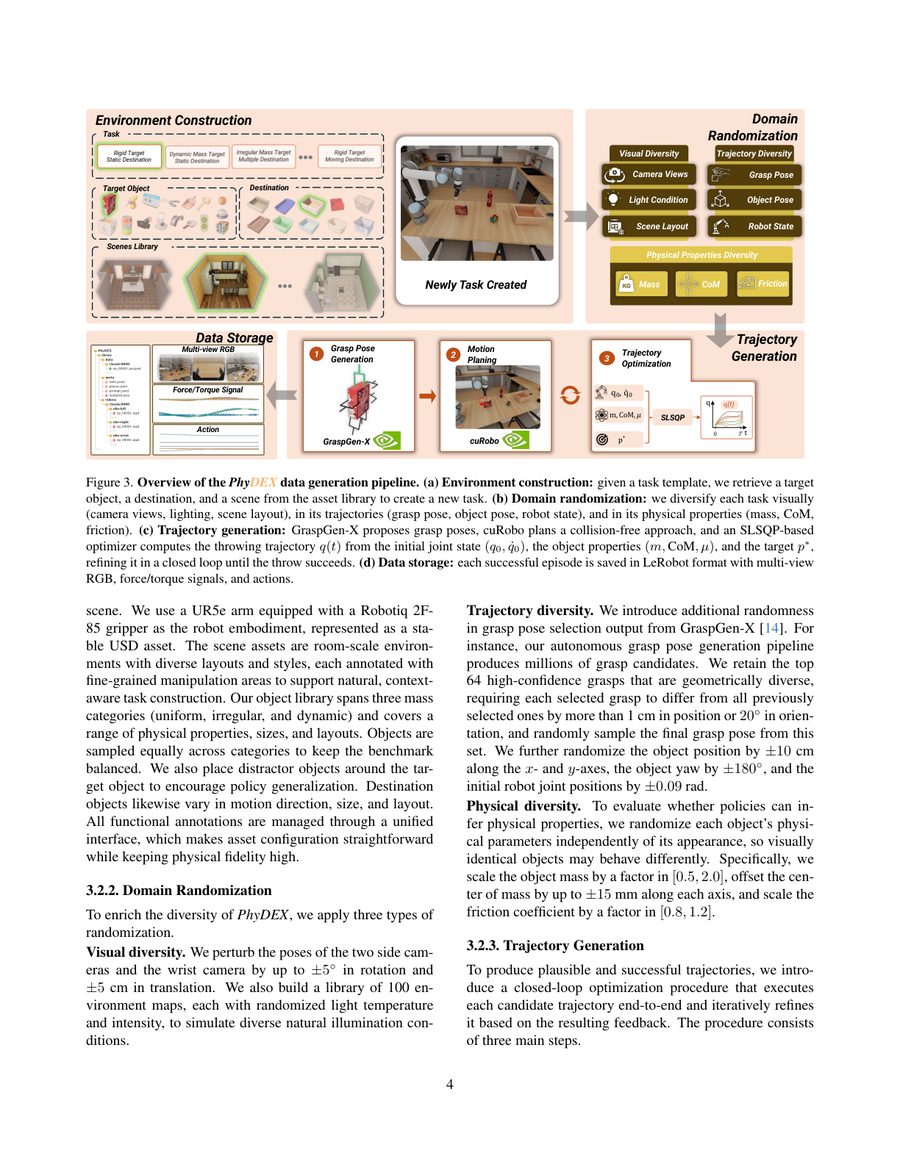 Environment Construction
Task
Rigid Target
Static Destination
Dynamic Mass Target
Static Destination
Irregular Mass Target
Multiple Destination
Rigid Target
Moving Destination
Target Object
Destination
Scenes Library
Newly Task Created
Domain
Randomization
Visual Diversity
Camera Views
Light Condition
Scene Layout
Trajectory Diversity
Grasp Pose
Object Pose
Robot State
Physical Properties Diversity
KG
Mass
CoM
Friction
Data Storage
PhyDEX
Multi-view RGB
Force/Torque Signal
Action
1
Grasp Pose
Generation
GraspGen-X
2
Motion
Planing
cuRobo
3
Trajectory
Optimization
q₀, q̇₀
m, CoM, μ
p*
SLSQP
q
q(t)
0
T t
Trajectory
Generation
Figure 3. Overview of the PhyDEX data generation pipeline. (a) Environment construction: given a task template, we retrieve a target
object, a destination, and a scene from the asset library to create a new task. (b) Domain randomization: we diversify each task visually
(camera views, lighting, scene layout), in its trajectories (grasp pose, object pose, robot state), and in its physical properties (mass, CoM,
friction). (c) Trajectory generation: GraspGen-X proposes grasp poses, cuRobo plans a collision-free approach, and an SLSQP-based
optimizer computes the throwing trajectory q(t) from the initial joint state (q₀, q̇₀), the object properties (m, CoM, μ), and the target p*,
refining it in a closed loop until the throw succeeds. (d) Data storage: each successful episode is saved in LeRobot format with multi-view
RGB, force/torque signals, and actions.
scene. We use a UR5e arm equipped with a Robotiq 2F-
85 gripper as the robot embodiment, represented as a sta-
ble USD asset. The scene assets are room-scale environ-
ments with diverse layouts and styles, each annotated with
fine-grained manipulation areas to support natural, context-
aware task construction. Our object library spans three mass
categories (uniform, irregular, and dynamic) and covers a
range of physical properties, sizes, and layouts. Objects are
sampled equally across categories to keep the benchmark
balanced. We also place distractor objects around the tar-
get object to encourage policy generalization. Destination
objects likewise vary in motion direction, size, and layout.
All functional annotations are managed through a unified
interface, which makes asset configuration straightforward
while keeping physical fidelity high.
3.2.2. Domain Randomization
To enrich the diversity of PhyDEX, we apply three types of
randomization.
Visual diversity. We perturb the poses of the two side cam-
eras and the wrist camera by up to ±5° in rotation and
±5 cm in translation. We also build a library of 100 en-
vironment maps, each with randomized light temperature
and intensity, to simulate diverse natural illumination con-
ditions.
Trajectory diversity. We introduce additional randomness
in grasp pose selection output from GraspGen-X [14]. For
instance, our autonomous grasp pose generation pipeline
produces millions of grasp candidates. We retain the top
64 high-confidence grasps that are geometrically diverse,
requiring each selected grasp to differ from all previously
selected ones by more than 1 cm in position or 20° in orien-
tation, and randomly sample the final grasp pose from this
set. We further randomize the object position by ±10 cm
along the x- and y-axes, the object yaw by ±180°, and the
initial robot joint positions by ±0.09 rad.
Physical diversity. To evaluate whether policies can in-
fer physical properties, we randomize each object's physi-
cal parameters independently of its appearance, so visually
identical objects may behave differently. Specifically, we
scale the object mass by a factor in [0.5, 2.0], offset the cen-
ter of mass by up to ±15 mm along each axis, and scale the
friction coefficient by a factor in [0.8, 1.2].
3.2.3. Trajectory Generation
To produce plausible and successful trajectories, we intro-
duce a closed-loop optimization procedure that executes
each candidate trajectory end-to-end and iteratively refines
it based on the resulting feedback. The procedure consists
of three main steps.
4